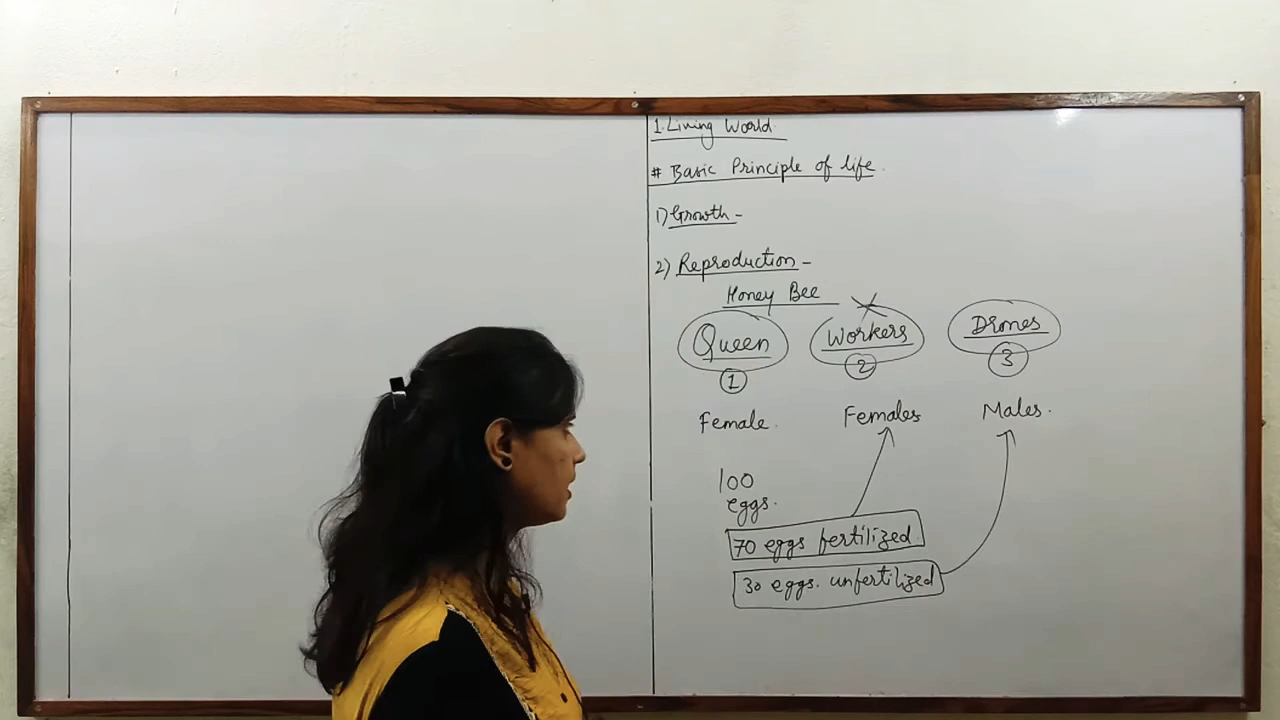 1. Living World.
# Basic Principle of life.
1) Growth -
2) Reproduction -
Honey Bee
Queen Workers Drones
1 2 3
Female. Females Males.
100
eggs.
70 eggs fertilized
30 eggs. unfertilized